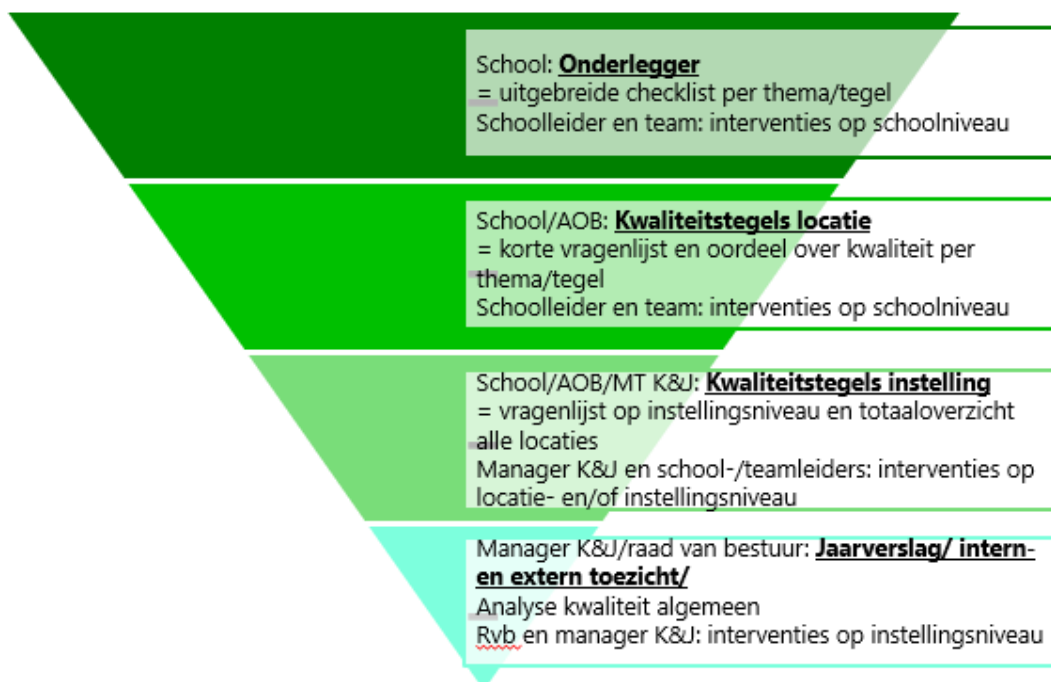 School: Onderlegger
= uitgebreide checklist per thema/tegel
Schoolleider en team: interventies op schoolniveau
School/AOB: Kwaliteitstegels locatie
= korte vragenlijst en oordeel over kwaliteit per
thema/tegel
Schoolleider en team: interventies op schoolniveau
School/AOB/MT K&J: Kwaliteitstegels instelling
= vragenlijst op instellingsniveau en totaaloverzicht
alle locaties
Manager K&J en school-/teamleiders: interventies op
locatie- en/of instellingsniveau
Manager K&J/raad van bestuur: Jaarverslag/ intern-
en extern toezicht/
Analyse kwaliteit algemeen
Rvb en manager K&J: interventies op instellingsniveau